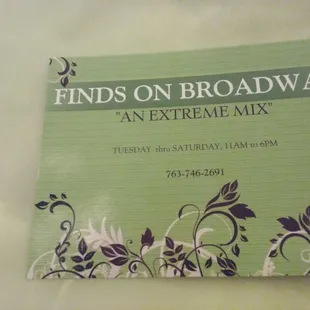 FINDS ON BROADWA
"AN EXTREME MIX"
TUESDAY thru SATURDAY, 11AM to 6PM
763-746-2691